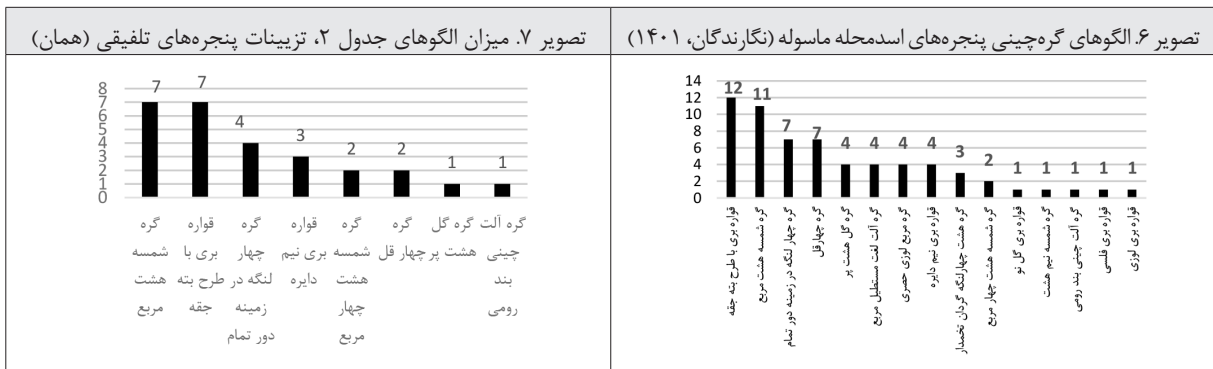 تصویر ۶. الگوهای گره‌چینی پنجره‌های اسدمحله ماسوله (نگارندگان، ۱۴۰۱)
14
12
10
8
6
4
2
0
12
11
7
7
4
4
4
4
3
2
1
1
1
1
1
قواره بری با طرح بته جقه
گره شمسه هشت مربع
گره چهار لنگه در زمینه دور تمام
گره چهارقل
گره گل هشت پر
گره آلت لغت مستطیل مربع
گره مربع لوزی حصری
قواره بری نیم دایره
گره هشت چهارلنگه گردان تخمدار
گره شمسه هشت چهار مربع
قواره بری گل نو
گره شمسه نیم هشت
گره آلت چینی بند رومی
قواره بری فلسی
قواره بری لوزی
تصویر ۷. میزان الگوهای جدول ۲، تزیینات پنجره‌های تلفیقی (همان)
8
7
6
5
4
3
2
1
0
7
7
4
3
2
2
1
1
گره
شمسه
هشت
مربع
قواره
بری با
طرح بته
جقه
گره
چهار
لنگه در
زمینه
دور تمام
قواره
بری نیم
دایره
گره
شمسه
هشت
چهار
مربع
گره
چهار قل
گره گل
هشت پر
گره آلت
چینی
بند
رومی